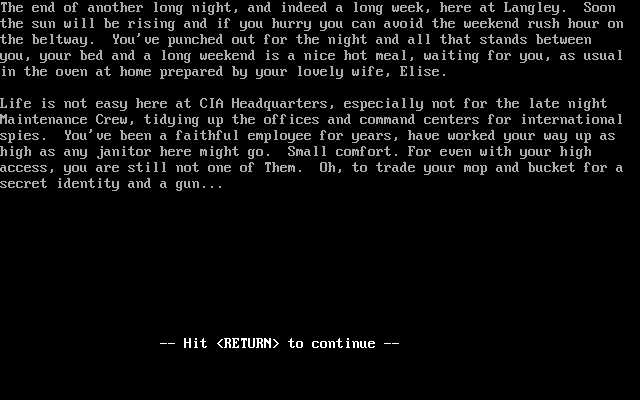 The end of another long night, and indeed a long week, here at Langley.  Soon
the sun will be rising and if you hurry you can avoid the weekend rush hour on
the beltway.  You've punched out for the night and all that stands between
you, your bed and a long weekend is a nice hot meal, waiting for you, as usual
in the oven at home prepared by your lovely wife, Elise.
Life is not easy here at CIA Headquarters, especially not for the late night
Maintenance Crew, tidying up the offices and command centers for international
spies.  You've been a faithful employee for years, have worked your way up as
high as any janitor here might go.  Small comfort. For even with your high
access, you are still not one of Them.  Oh, to trade your mop and bucket for a
secret identity and a gun...
-- Hit <RETURN> to continue --